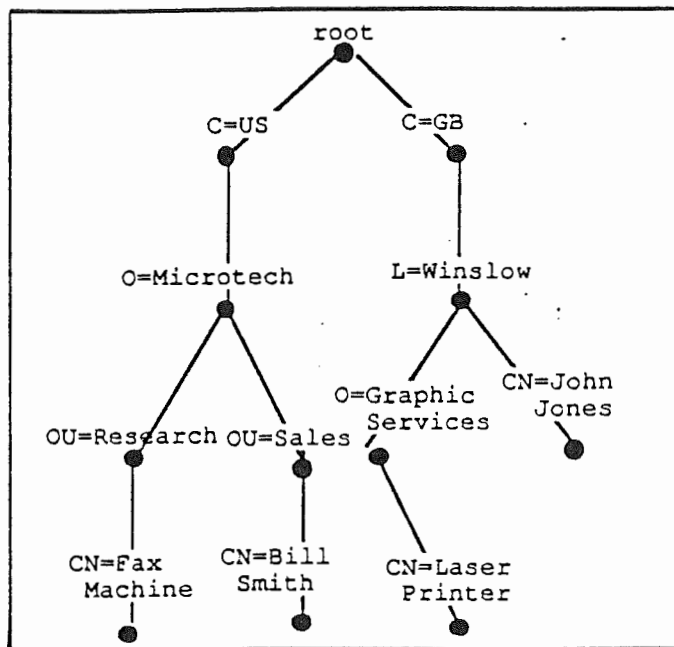 root
C=US
C=GB
O=Microtech
L=Winslow
O=Graphic
Services
CN=John
Jones
OU=Research
OU=Sales
CN=Fax
Machine
CN=Bill
Smith
CN=Laser
Printer